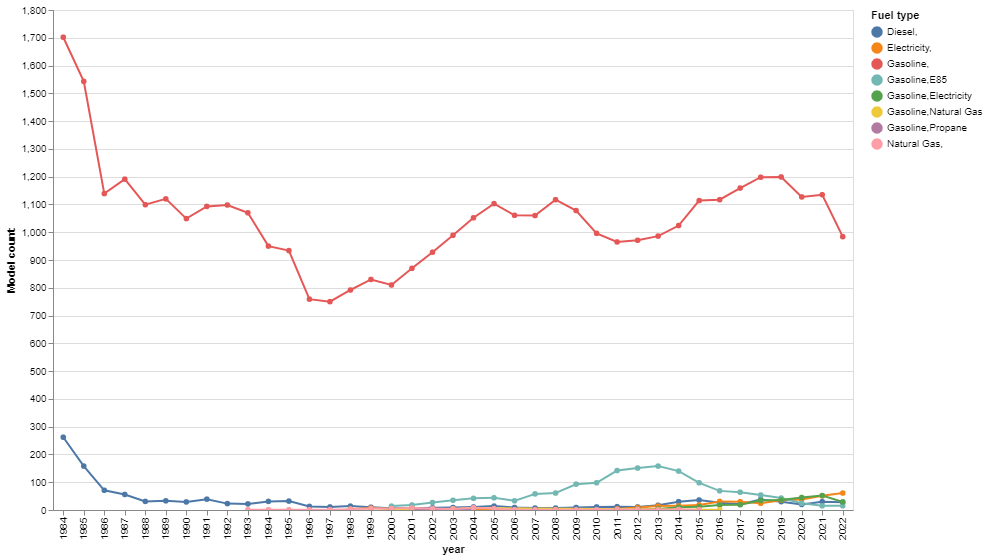 1,800
1,700
1,600
1,500
1,400
1,300
1,200
1,100
1,000
900
800
700
600
500
400
300
200
100
0
Model count
1984 1985 1986 1987 1988 1989 1990 1991 1992 1993 1994 1995 1996 1997 1998 1999 2000 2001 2002 2003 2004 2005 2006 2007 2008 2009 2010 2011 2012 2013 2014 2015 2016 2017 2018 2019 2020 2021 2022
year
Fuel type
Diesel,
Electricity,
Gasoline,
Gasoline,E85
Gasoline,Electricity
Gasoline,Natural Gas
Gasoline,Propane
Natural Gas,